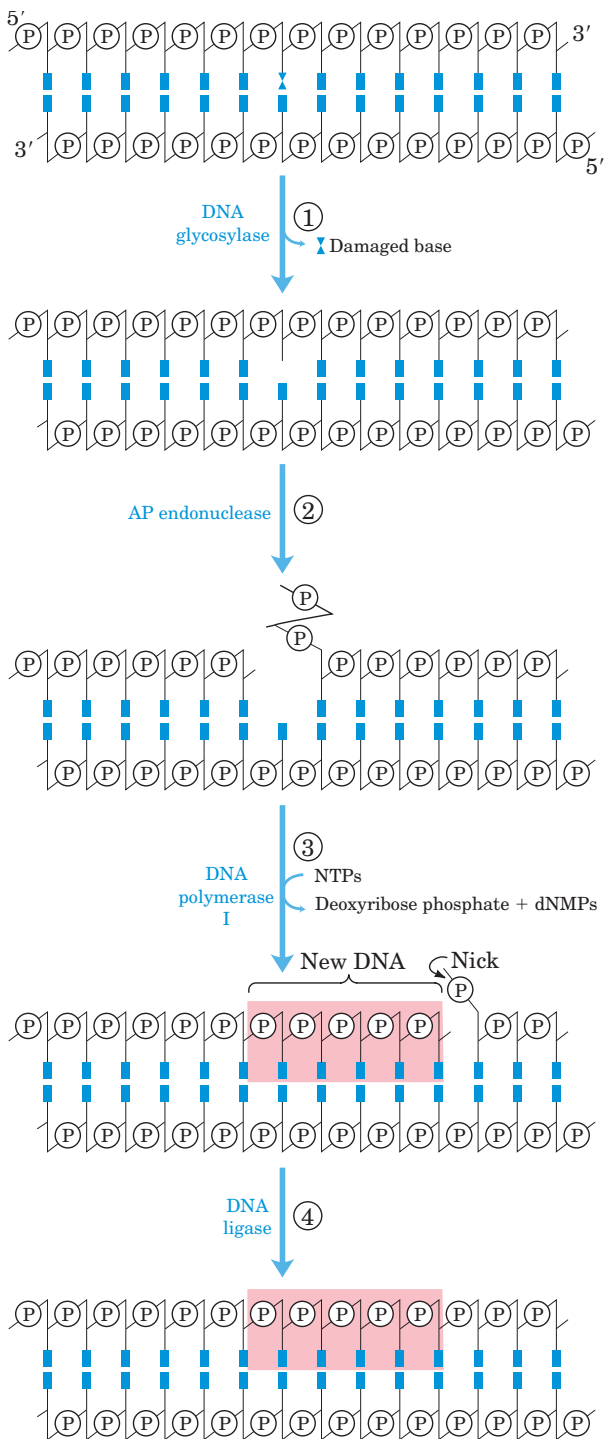 5′
P P P P P P P P P P P P P P 3′
3′ P P P P P P P P P P P P P P
5′
DNA
glycosylase
1
Damaged base
P P P P P P P P P P P P P P
P P P P P P P P P P P P P P
AP endonuclease
2
P
P
P P P P P P P P P P P P
P P P P P P P P P P P P P P
DNA
polymerase
I
3
NTPs
Deoxyribose phosphate + dNMPs
New DNA
Nick
P
P P P P P P P P P P P P P
P P P P P P P P P P P P P P
DNA
ligase
4
P P P P P P P P P P P P P P
P P P P P P P P P P P P P P